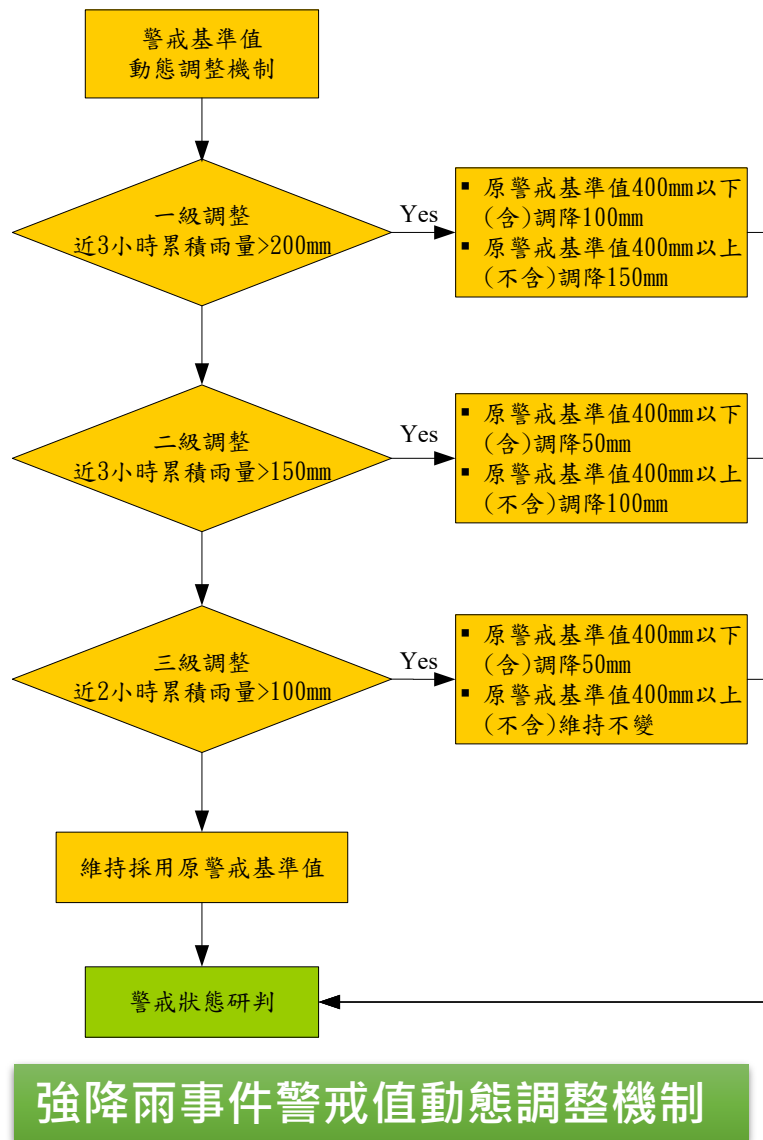 警戒基準值
動態調整機制
一級調整
近3小時累積雨量>200mm
Yes
▪ 原警戒基準值400mm以下
(含)調降100mm
▪ 原警戒基準值400mm以上
(不含)調降150mm
二級調整
近3小時累積雨量>150mm
Yes
▪ 原警戒基準值400mm以下
(含)調降50mm
▪ 原警戒基準值400mm以上
(不含)調降100mm
三級調整
近2小時累積雨量>100mm
Yes
▪ 原警戒基準值400mm以下
(含)調降50mm
▪ 原警戒基準值400mm以上
(不含)維持不變
維持採用原警戒基準值
警戒狀態研判
強降雨事件警戒值動態調整機制